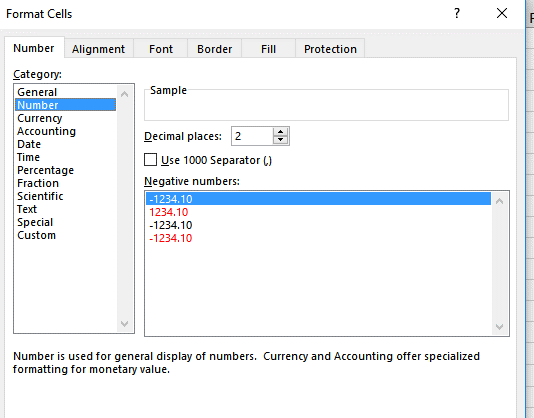 Format Cells
?
Number Alignment Font Border Fill Protection
Category:
General
Number
Currency
Accounting
Date
Time
Percentage
Fraction
Scientific
Text
Special
Custom
Sample
Decimal places: 2
Use 1000 Separator (,)
Negative numbers:
-1234.10
1234.10
-1234.10
-1234.10
Number is used for general display of numbers. Currency and Accounting offer specialized
formatting for monetary value.